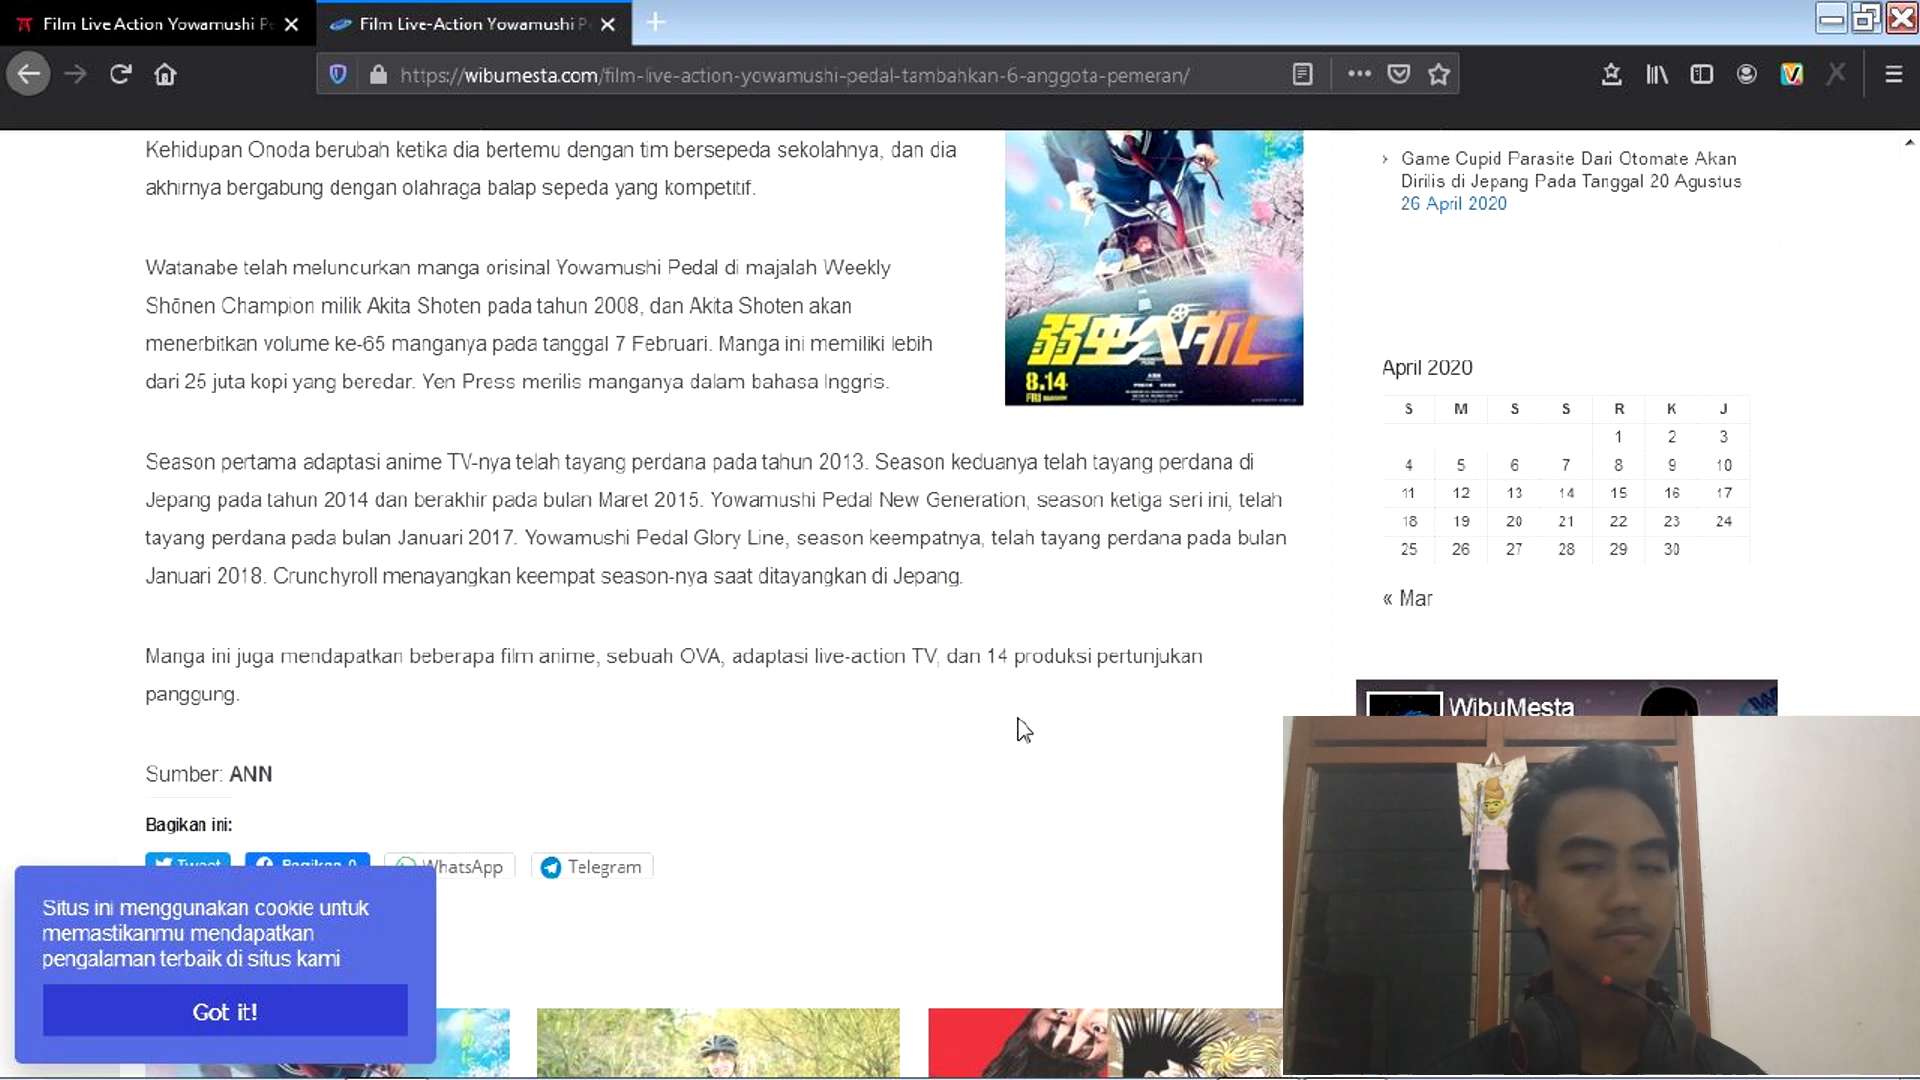 Film Live Action Yowamushi P
Film Live-Action Yowamushi P
https://wibumesta.com/film-live-action-yowamushi-pedal-tambahkan-6-anggota-pemeran/
Kehidupan Onoda berubah ketika dia bertemu dengan tim bersepeda sekolahnya, dan dia
akhirnya bergabung dengan olahraga balap sepeda yang kompetitif.
Watanabe telah meluncurkan manga orisinal Yowamushi Pedal di majalah Weekly
Shōnen Champion milik Akita Shoten pada tahun 2008, dan Akita Shoten akan
menerbitkan volume ke-65 manganya pada tanggal 7 Februari. Manga ini memiliki lebih
dari 25 juta kopi yang beredar. Yen Press merilis manganya dalam bahasa Inggris.
弱虫ペダル
8.14
FRI
Season pertama adaptasi anime TV-nya telah tayang perdana pada tahun 2013. Season keduanya telah tayang perdana di
Jepang pada tahun 2014 dan berakhir pada bulan Maret 2015. Yowamushi Pedal New Generation, season ketiga seri ini, telah
tayang perdana pada bulan Januari 2017. Yowamushi Pedal Glory Line, season keempatnya, telah tayang perdana pada bulan
Januari 2018. Crunchyroll menayangkan keempat season-nya saat ditayangkan di Jepang.
Manga ini juga mendapatkan beberapa film anime, sebuah OVA, adaptasi live-action TV, dan 14 produksi pertunjukan
panggung.
Sumber: ANN
Bagikan ini:
Tweet
Bagikan 0
WhatsApp
Telegram
Situs ini menggunakan cookie untuk
memastikanmu mendapatkan
pengalaman terbaik di situs kami
Got it!
Game Cupid Parasite Dari Otomate Akan
Dirilis di Jepang Pada Tanggal 20 Agustus
26 April 2020
April 2020
S M S S R K J
1 2 3
4 5 6 7 8 9 10
11 12 13 14 15 16 17
18 19 20 21 22 23 24
25 26 27 28 29 30
« Mar
WibuMesta